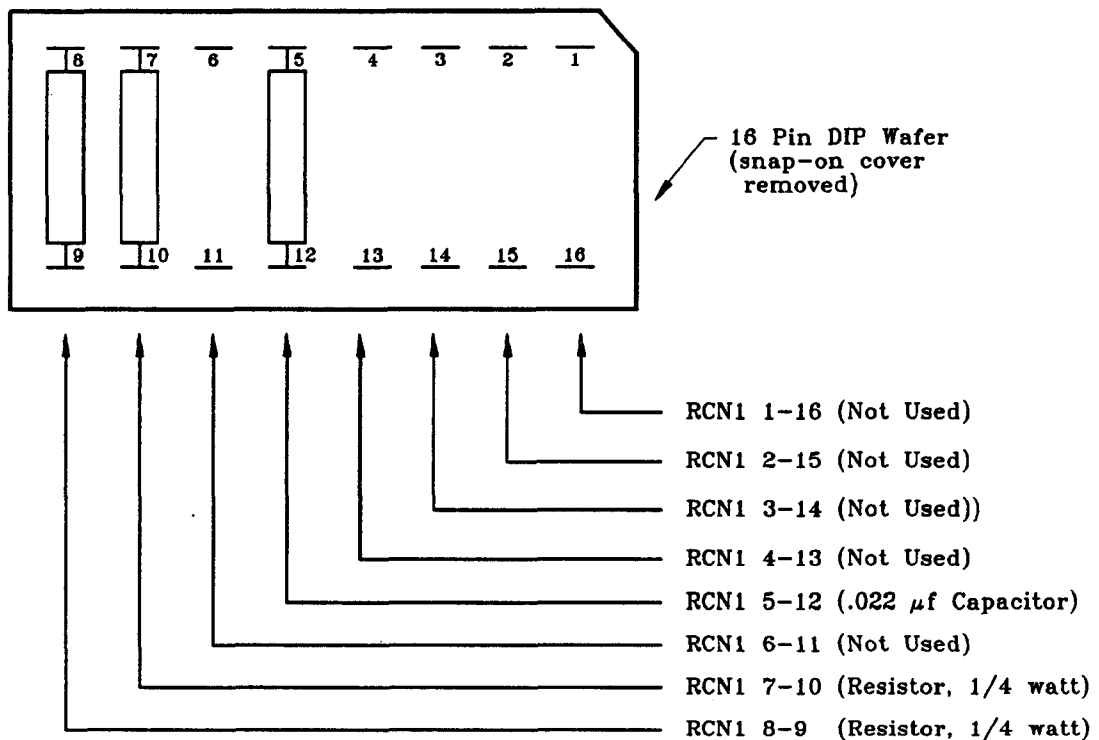 8 7 6 5 4 3 2 1
16 Pin DIP Wafer
(snap-on cover
removed)
9 10 11 12 13 14 15 16
RCN1 1-16 (Not Used)
RCN1 2-15 (Not Used)
RCN1 3-14 (Not Used))
RCN1 4-13 (Not Used)
RCN1 5-12 (.022 μf Capacitor)
RCN1 6-11 (Not Used)
RCN1 7-10 (Resistor, 1/4 watt)
RCN1 8-9 (Resistor, 1/4 watt)